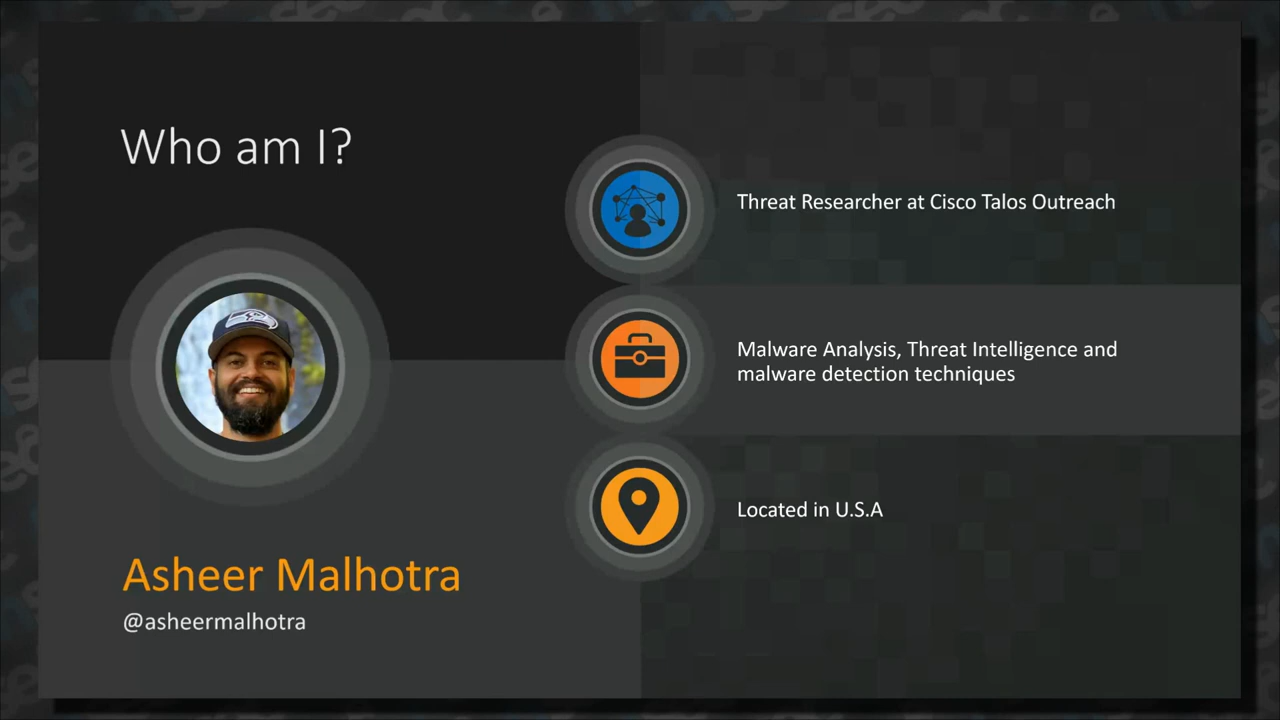 Who am I?
Threat Researcher at Cisco Talos Outreach
Malware Analysis, Threat Intelligence and
malware detection techniques
Located in U.S.A
Asheer Malhotra
@asheermalhotra